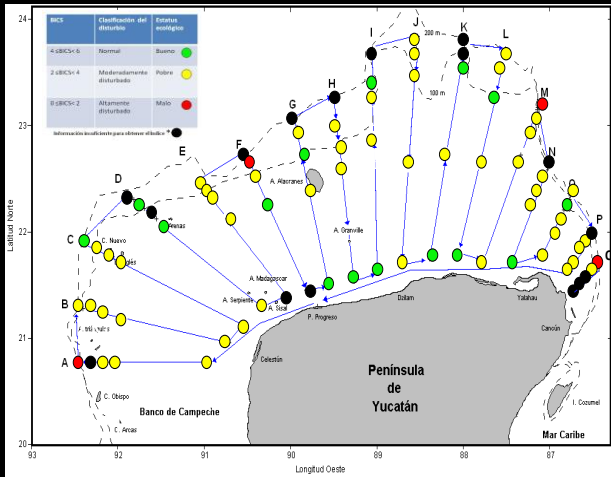 BICS Clasificación del disturbio Estatus ecológico
4 ≤BICS< 6 Normal Bueno
2 ≤BICS< 4 Moderadamente disturbado Pobre
0 ≤BICS< 2 Altamente disturbado Malo
Información insuficiente para obtener el índice
24
23
22
21
20
Latitud Norte
93 92 91 90 89 88 87
Longitud Oeste
A
B
C
D
E
F
G
H
I
J
K
L
M
N
O
P
Q
200 m
100 m
A. Alacranes
A. Granville
Arenas
C. Nuevo
A. Madagascar
A. Serpiente
A. Sisal
P. Progreso
Celestún
Dzilam
Yalahau
Cancún
I. Cozumel
C. Obispo
C. Arcas
Banco de Campeche
Península
de
Yucatán
Mar Caribe